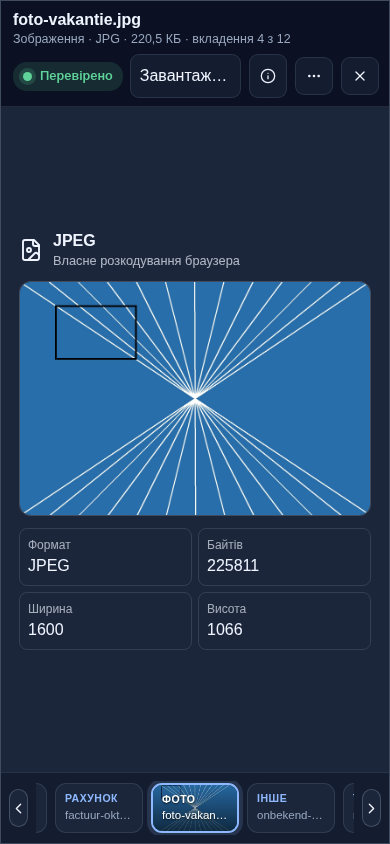 foto-vakantie.jpg
Зображення · JPG · 220,5 КБ · вкладення 4 з 12
Перевірено
Завантаж…
JPEG
Власне розкодування браузера
Формат
JPEG
Байтів
225811
Ширина
1600
Висота
1066
РАХУНОК
factuur-okt…
ФОТО
foto-vakan…
ІНШЕ
onbekend-…